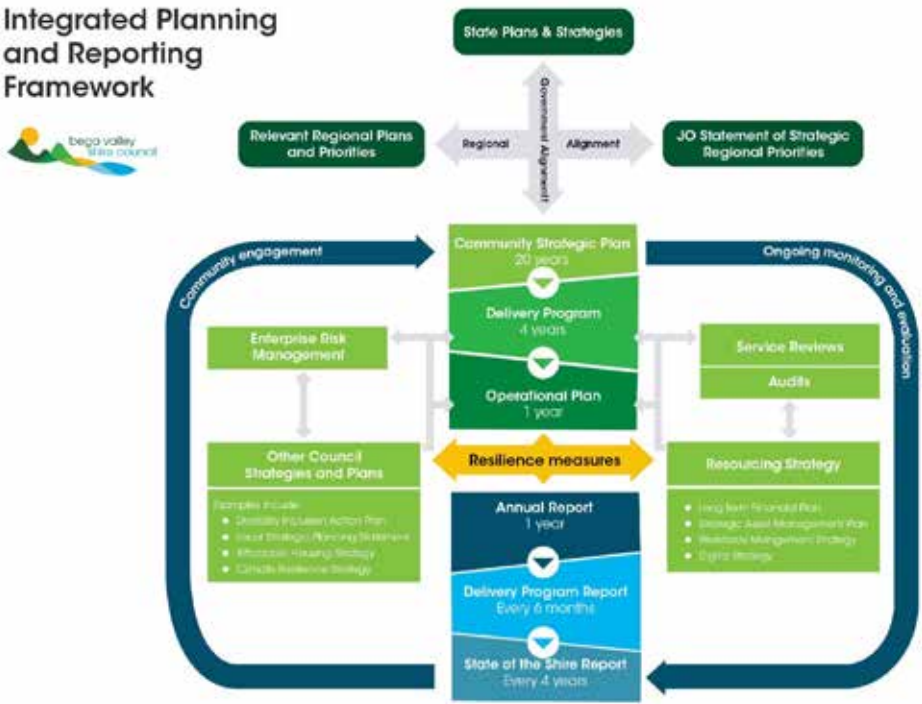 Integrated Planning
and Reporting
Framework
bega valley
shire council
State Plans & Strategies
Relevant Regional Plans
and Priorities
Regional
Government Alignment
Alignment
JO Statement of Strategic
Regional Priorities
Community engagement
Ongoing monitoring and evaluation
Community Strategic Plan
20 years
Delivery Program
4 years
Operational Plan
1 year
Enterprise Risk
Management
Service Reviews
Audits
Other Council
Strategies and Plans
Examples include:
Disability Inclusion Action Plan
Local Strategic Planning Statement
Affordable Housing Strategy
Climate Resilience Strategy
Resilience measures
Resourcing Strategy
Long Term Financial Plan
Strategic Asset Management Plan
Strategy
Digital Strategy
Annual Report
1 year
Delivery Program Report
Every 6 months
State of the Shire Report
Every 4 years